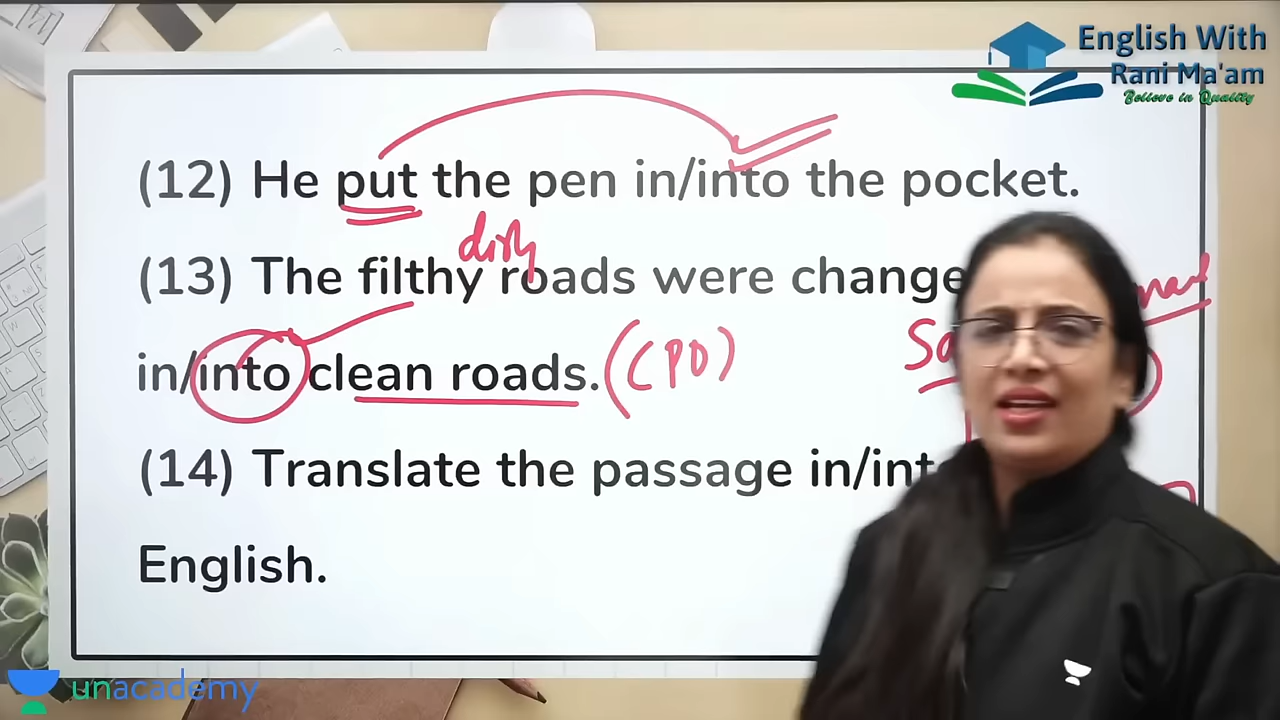 English With
Rani Ma'am
Believe in Quality
(12) He put the pen in/into the pocket.
dirty
(13) The filthy roads were change
in/into clean roads. (CPO)
(14) Translate the passage in/int
English.
unacademy